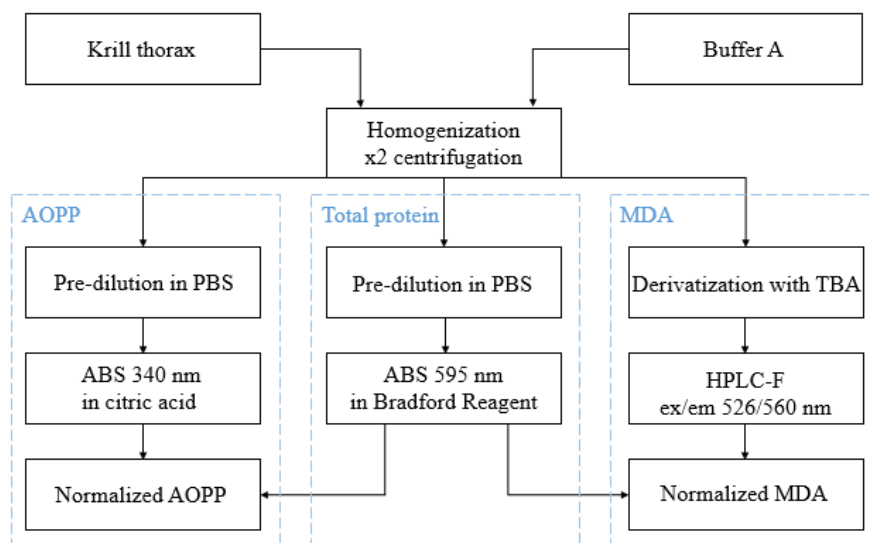 Krill thorax
Buffer A
Homogenization
x2 centrifugation
AOPP
Total protein
MDA
Pre-dilution in PBS
Pre-dilution in PBS
Derivatization with TBA
ABS 340 nm
in citric acid
ABS 595 nm
in Bradford Reagent
HPLC-F
ex/em 526/560 nm
Normalized AOPP
Normalized MDA